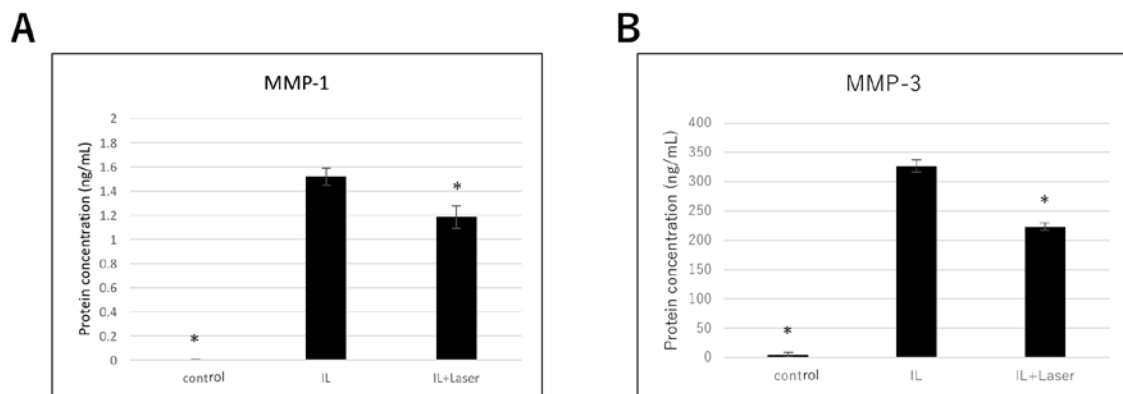 A
MMP-1
Protein concentration (ng/mL)
2
1.8
1.6
1.4
1.2
1
0.8
0.6
0.4
0.2
0
*
*
control
IL
IL+Laser
B
MMP-3
Protein concentration (ng/mL)
400
350
300
250
200
150
100
50
0
*
*
control
IL
IL+Laser